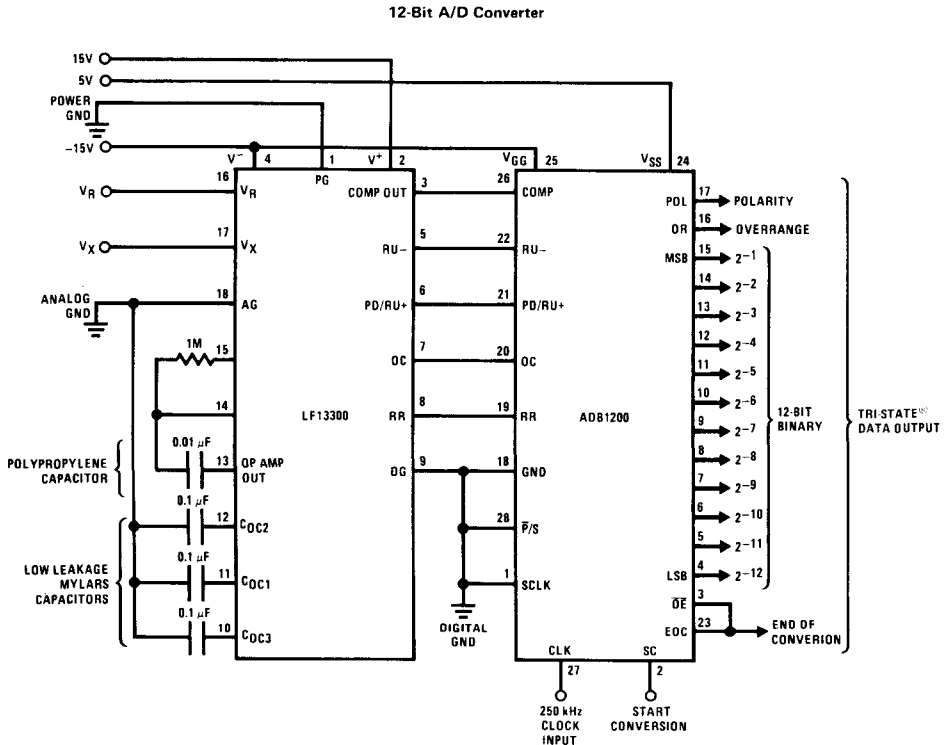 12-Bit A/D Converter
15V
5V
POWER
GND
-15V
V-
4
1
V+
2
VGG
25
VSS
24
PG
16
VR
VR
COMP OUT
3
26
COMP
POL
17
POLARITY
OR
16
OVERRANGE
17
VX
VX
RU-
5
22
RU-
MSB
15
2-1
14
2-2
ANALOG
GND
18
AG
PD/RU+
6
21
PD/RU+
13
2-3
12
2-4
1M
15
OC
7
20
OC
11
2-5
10
2-6
14
LF13300
RR
8
19
RR
ADB1200
9
2-7
12-BIT
BINARY
TRI-STATE®
DATA OUTPUT
POLYPROPYLENE
CAPACITOR
0.01 μF
13
OP AMP
OUT
DG
9
18
GND
8
2-8
7
2-9
0.1 μF
12
COC2
28
P̅/S
6
2-10
5
2-11
LOW LEAKAGE
MYLARS
CAPACITORS
0.1 μF
11
COC1
1
SCLK
LSB
4
2-12
0.1 μF
10
COC3
DIGITAL
GND
O̅E̅
3
EOC
23
END OF
CONVERION
CLK
27
SC
2
250 kHz
CLOCK
INPUT
START
CONVERSION